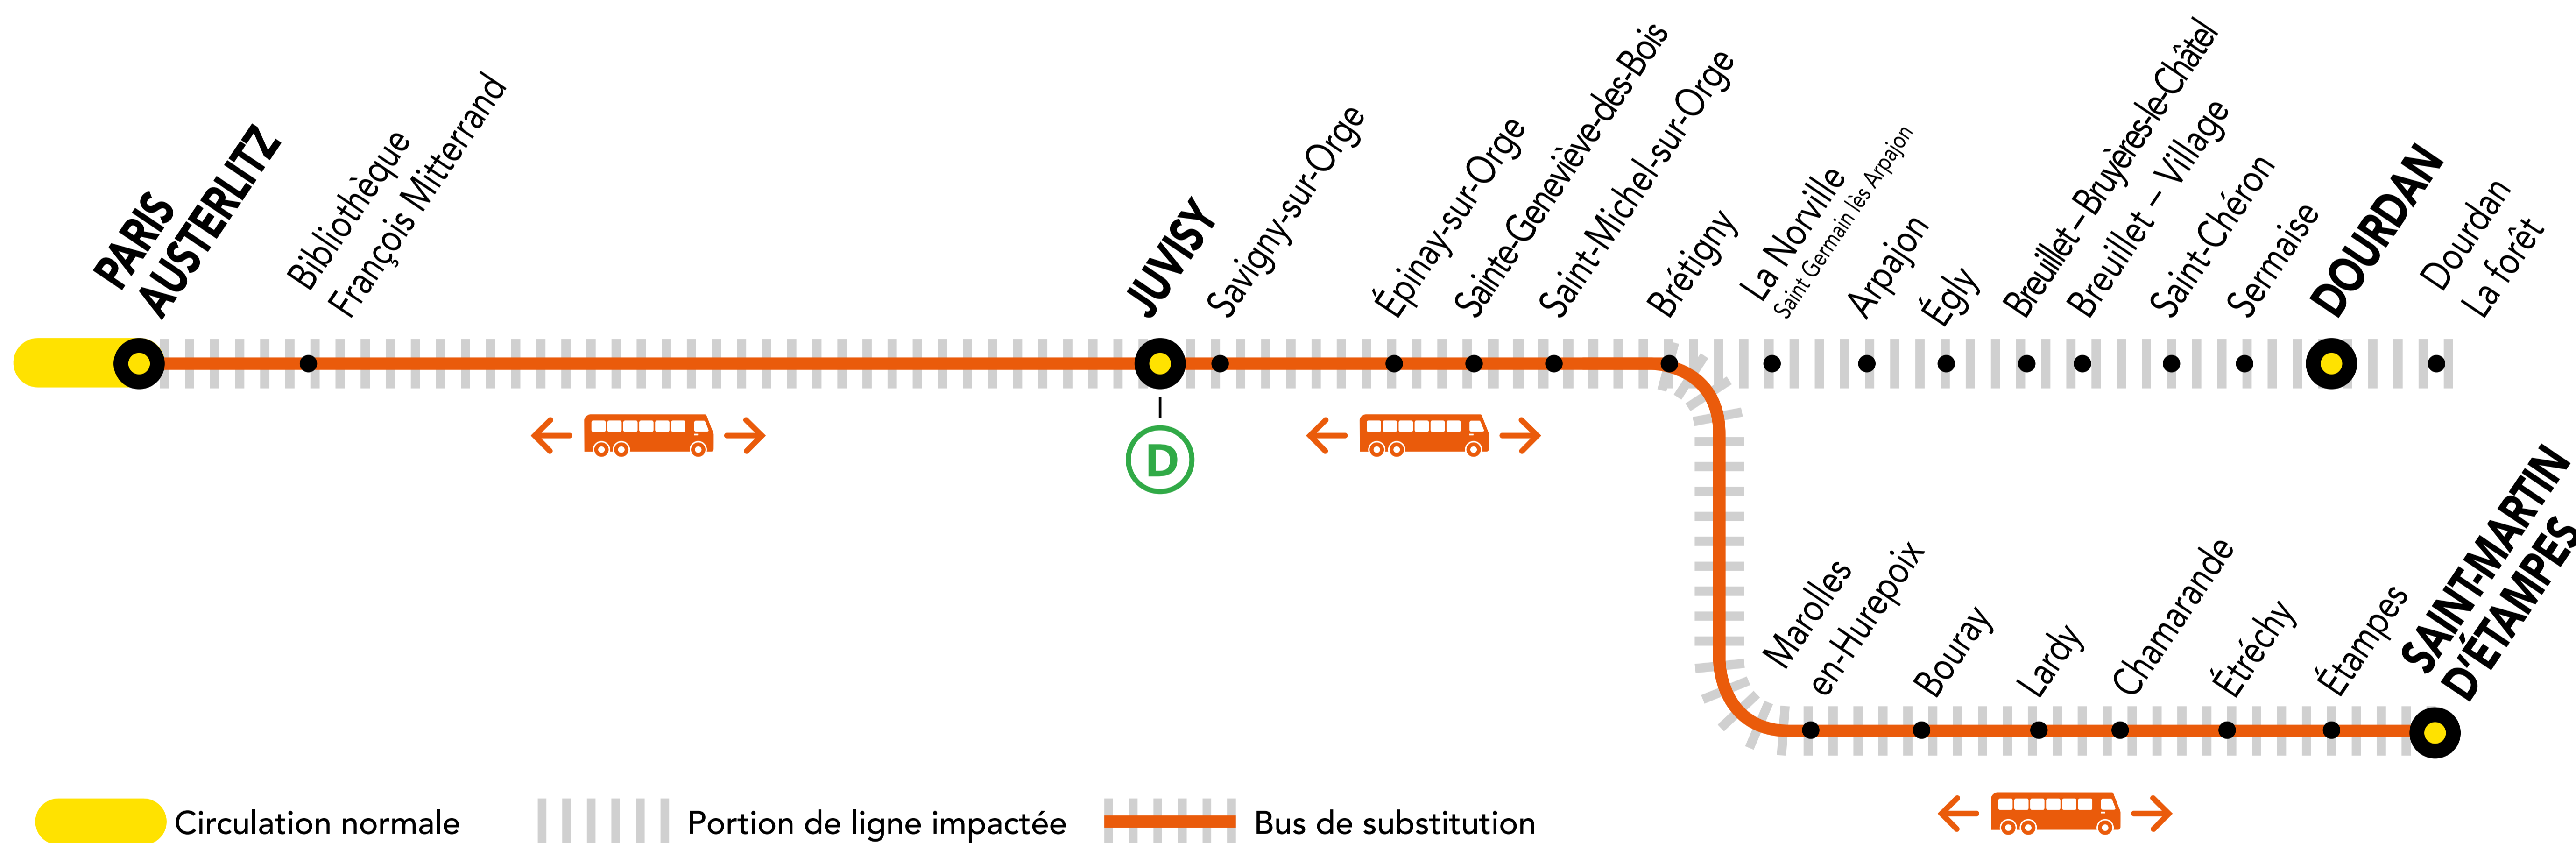 PARIS
AUSTERLITZ
Bibliothèque
François Mitterrand
JUVISY
Savigny-sur-Orge
Épinay-sur-Orge
Sainte-Geneviève-des-Bois
Saint-Michel-sur-Orge
Brétigny
La Norville
Saint Germain lès Arpajon
Arpajon
Égly
Breuillet – Bruyères-le-Châtel
Breuillet – Village
Saint-Chéron
Sermaise
DOURDAN
Dourdan
La forêt
D
Marolles
en-Hurepoix
Bouray
Lardy
Chamarande
Étréchy
Étampes
SAINT-MARTIN
D'ÉTAMPES
Circulation normale
Portion de ligne impactée
Bus de substitution